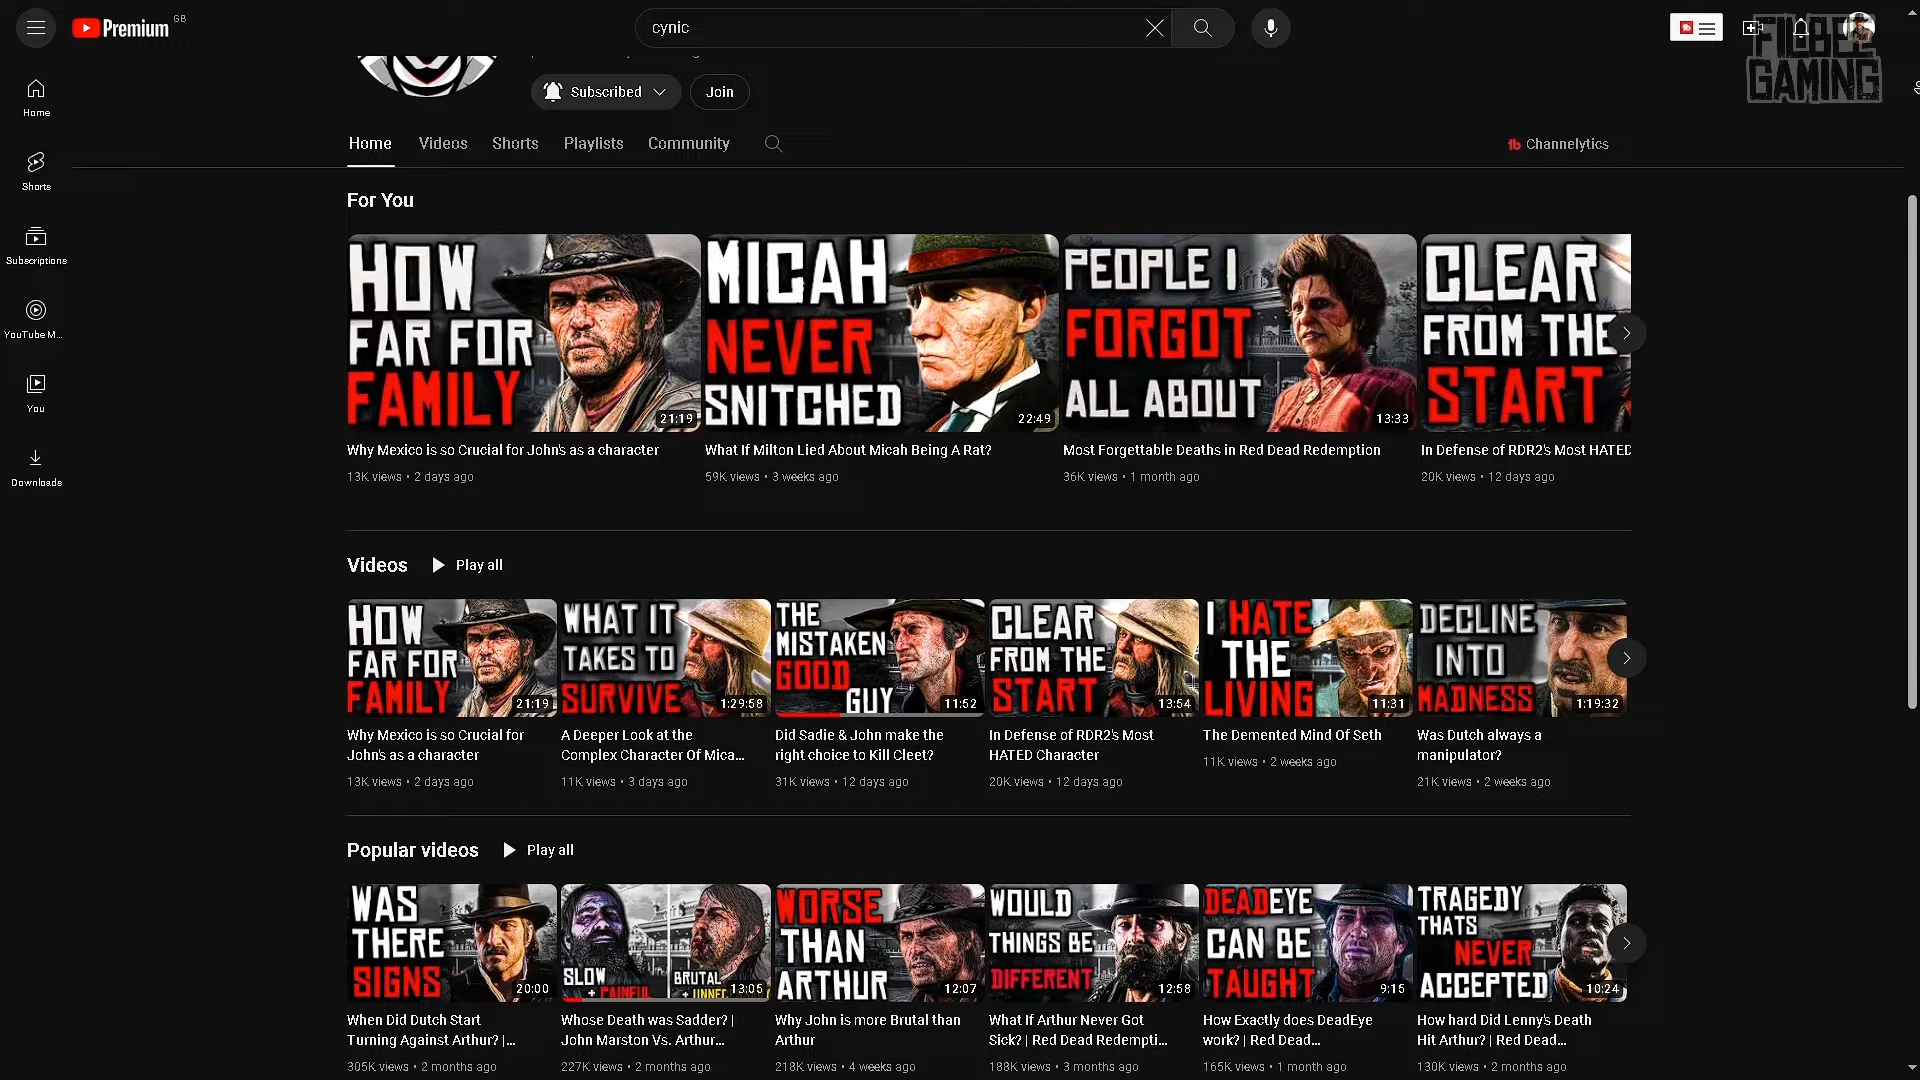 Premium GB
cynic
FILBEE
GAMING
Subscribed
Join
Home Videos Shorts Playlists Community
Channelytics
Home
Shorts
Subscriptions
YouTube M...
You
Downloads
For You
HOW
FAR FOR
FAMILY
21:19
MICAH
NEVER
SNITCHED
22:49
PEOPLE I
FORGOT
ALL ABOUT
13:33
CLEAR
FROM THE
START
Why Mexico is so Crucial for John's as a character
13K views • 2 days ago
What If Milton Lied About Micah Being A Rat?
59K views • 3 weeks ago
Most Forgettable Deaths in Red Dead Redemption
36K views • 1 month ago
In Defense of RDR2's Most HATED
20K views • 12 days ago
Videos
Play all
HOW
FAR FOR
FAMILY
21:19
WHAT IT
TAKES TO
SURVIVE
1:29:58
THE
MISTAKEN
GOOD
GUY
11:52
CLEAR
FROM THE
START
13:54
I HATE
THE
LIVING
11:31
DECLINE
INTO
MADNESS
1:19:32
Why Mexico is so Crucial for
John's as a character
13K views • 2 days ago
A Deeper Look at the
Complex Character Of Mica...
11K views • 3 days ago
Did Sadie & John make the
right choice to Kill Cleet?
31K views • 12 days ago
In Defense of RDR2's Most
HATED Character
20K views • 12 days ago
The Demented Mind Of Seth
11K views • 2 weeks ago
Was Dutch always a
manipulator?
21K views • 2 weeks ago
Popular videos
Play all
WAS
THERE
SIGNS
20:00
SLOW
+ PAINFUL
BRUTAL
13:05
WORSE
THAN
ARTHUR
12:07
WOULD
THINGS BE
DIFFERENT
12:58
DEADEYE
CAN BE
TAUGHT
9:15
TRAGEDY
THATS
NEVER
ACCEPTED
10:24
When Did Dutch Start
Turning Against Arthur? |...
305K views • 2 months ago
Whose Death was Sadder? |
John Marston Vs. Arthur...
227K views • 2 months ago
Why John is more Brutal than
Arthur
218K views • 4 weeks ago
What If Arthur Never Got
Sick? | Red Dead Redempti...
188K views • 3 months ago
How Exactly does DeadEye
work? | Red Dead...
165K views • 1 month ago
How hard Did Lenny's Death
Hit Arthur? | Red Dead...
130K views • 2 months ago